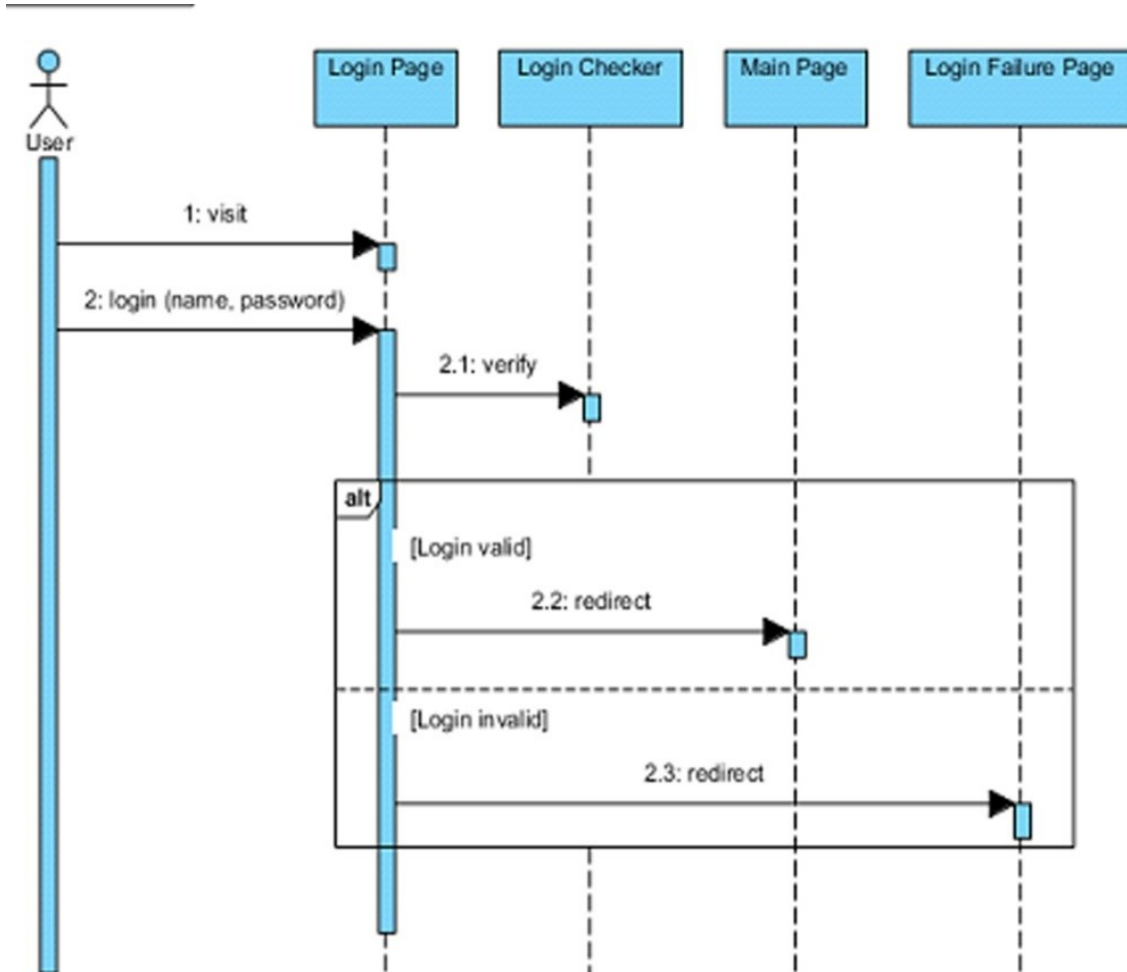 Login Page
Login Checker
Main Page
Login Failure Page
User
1: visit
2: login (name, password)
2.1: verify
alt
[Login valid]
2.2: redirect
[Login invalid]
2.3: redirect